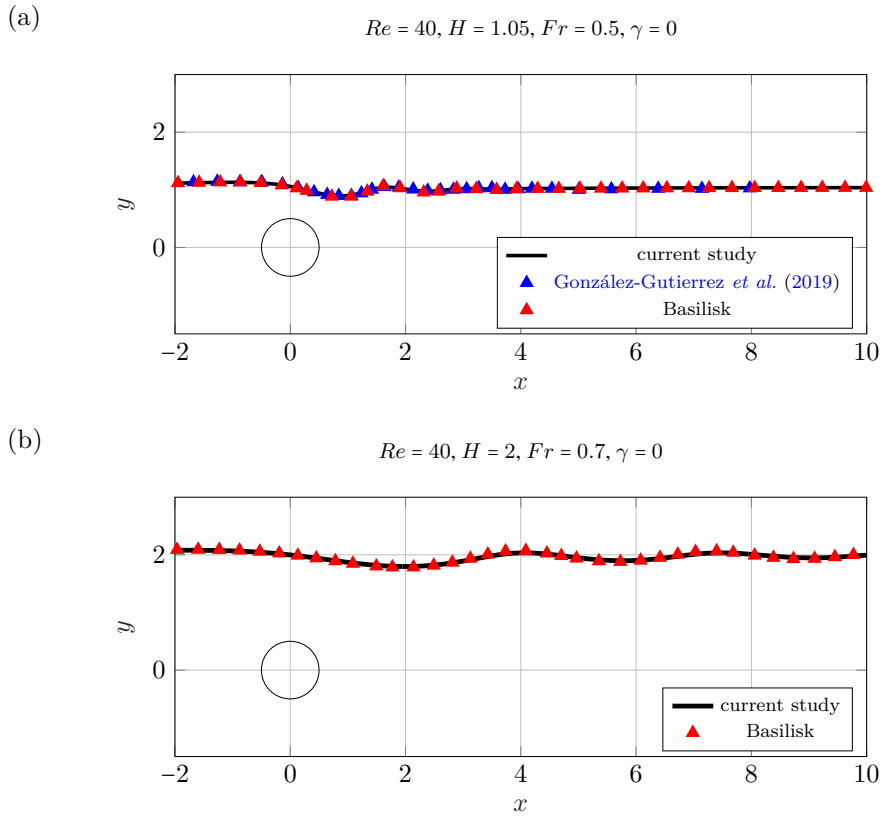 (a)
Re = 40, H = 1.05, Fr = 0.5, γ = 0
2
0
y
current study
González-Gutierrez et al. (2019)
Basilisk
−2 0 2 4 6 8 10
x
(b)
Re = 40, H = 2, Fr = 0.7, γ = 0
2
0
y
current study
Basilisk
−2 0 2 4 6 8 10
x